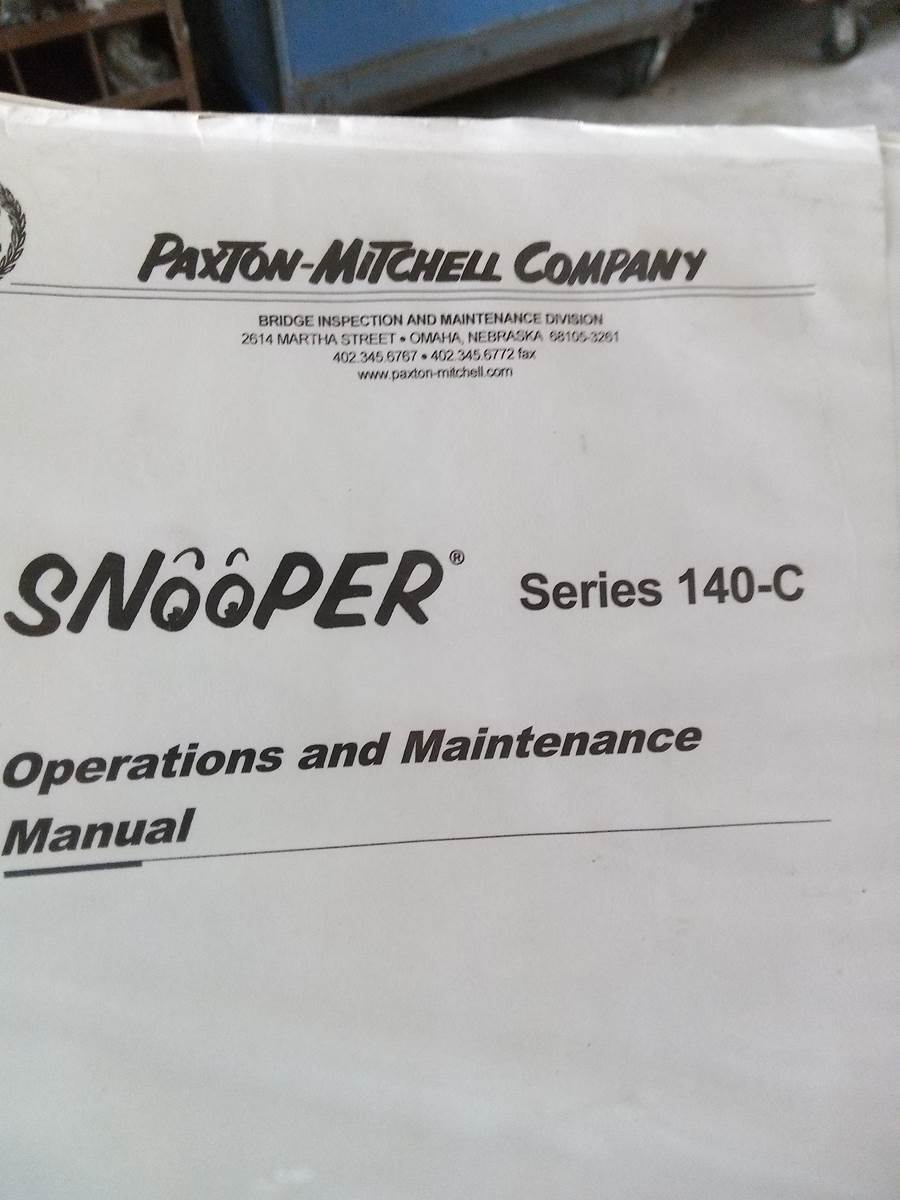 PAXTON-MITCHELL COMPANY
BRIDGE INSPECTION AND MAINTENANCE DIVISION
2614 MARTHA STREET • OMAHA, NEBRASKA 68105-3261
402.345.6767 • 402.345.6772 fax
www.paxton-mitchell.com
SNOOPER® Series 140-C
Operations and Maintenance
Manual